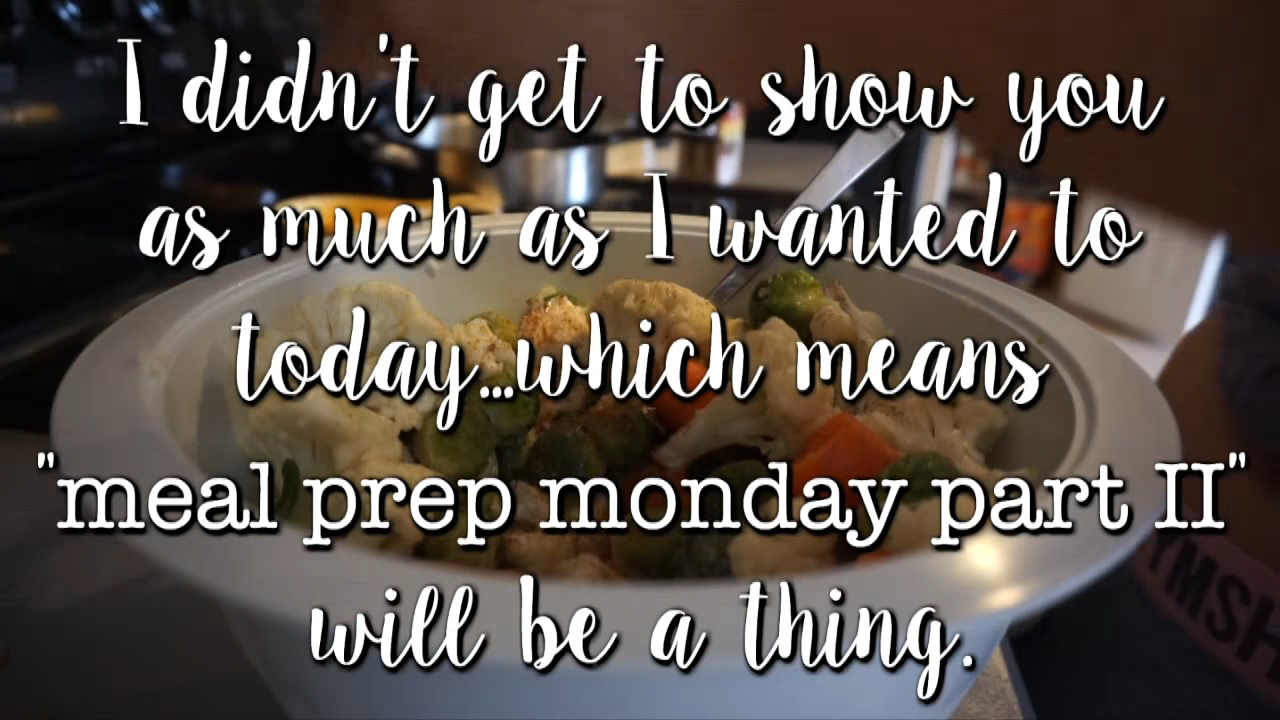 I didn't get to show you
as much as I wanted to
today...which means
"meal prep monday part II"
will be a thing.
YMSH